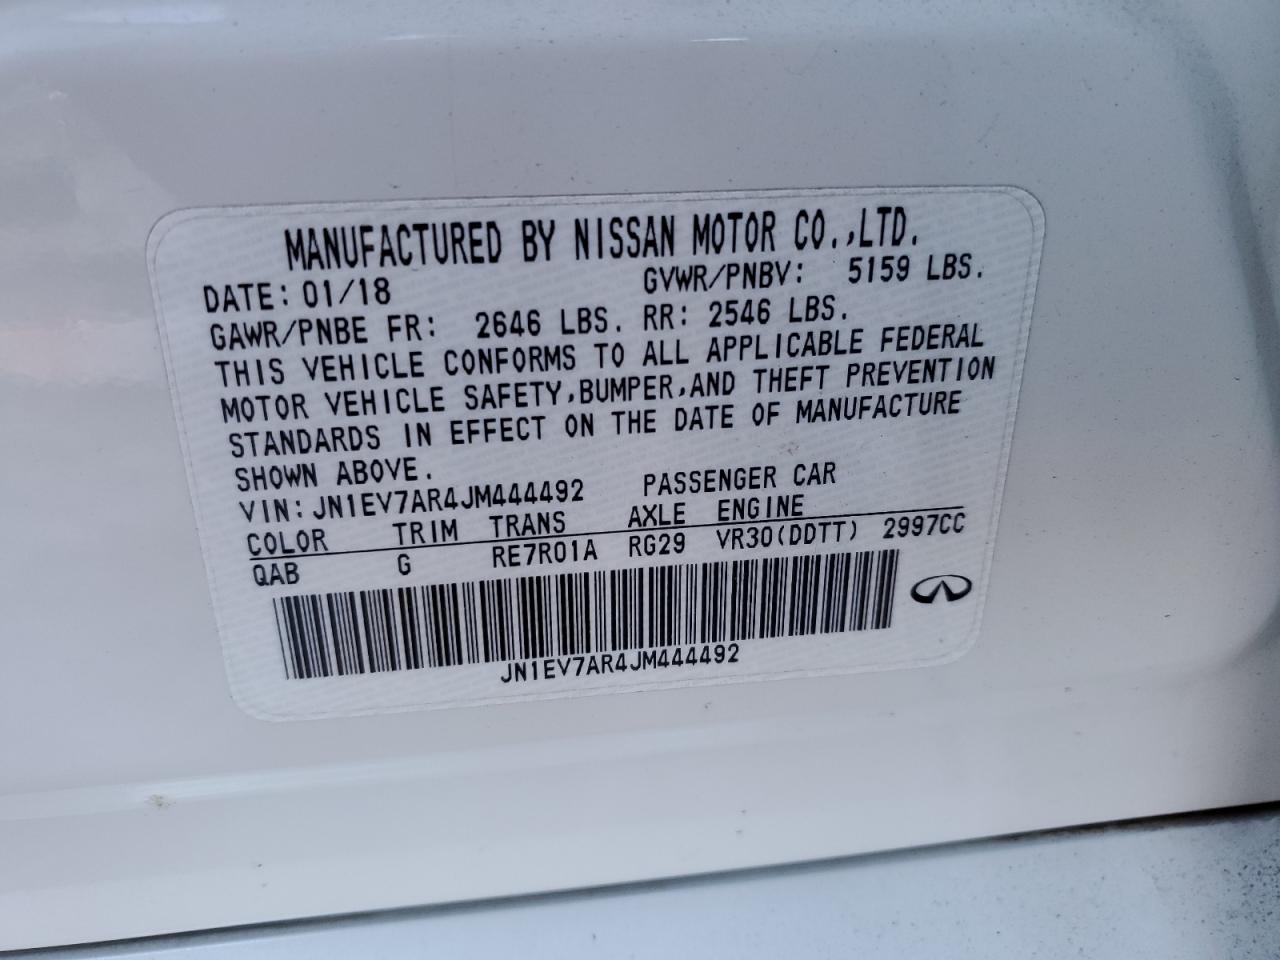 MANUFACTURED BY NISSAN MOTOR CO.,LTD.
DATE: 01/18 GVWR/PNBV: 5159 LBS.
GAWR/PNBE FR: 2646 LBS. RR: 2546 LBS.
THIS VEHICLE CONFORMS TO ALL APPLICABLE FEDERAL
MOTOR VEHICLE SAFETY,BUMPER,AND THEFT PREVENTION
STANDARDS IN EFFECT ON THE DATE OF MANUFACTURE
SHOWN ABOVE.
VIN: JN1EV7AR4JM444492 PASSENGER CAR
COLOR TRIM TRANS AXLE ENGINE
QAB G RE7R01A RG29 VR30(DDTT) 2997CC
JN1EV7AR4JM444492